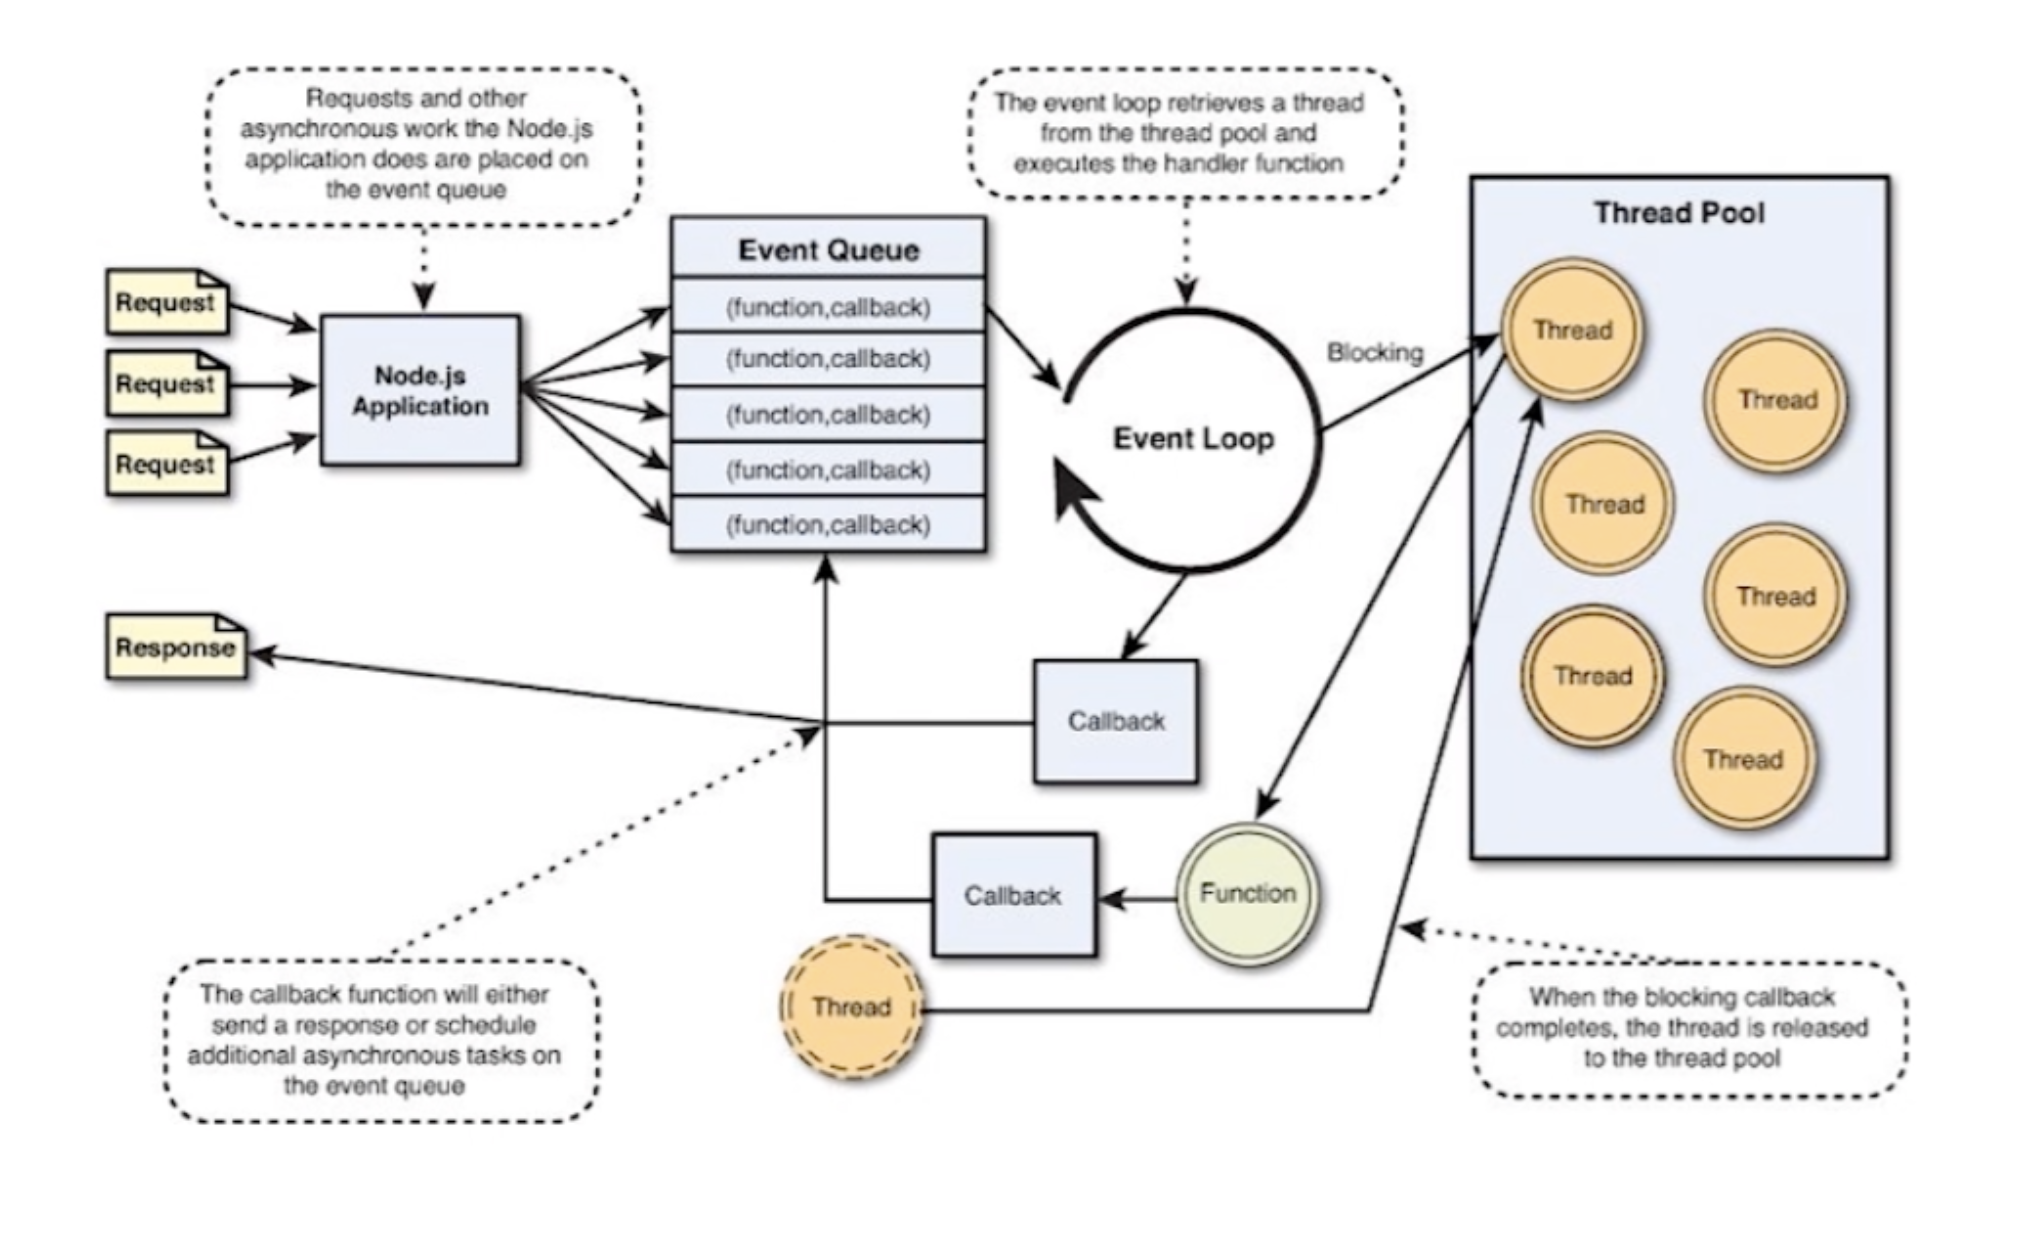 Requests and other
asynchronous work the Node.js
application does are placed on
the event queue
The event loop retrieves a thread
from the thread pool and
executes the handler function
Request
Request
Request
Node.js
Application
Event Queue
(function,callback)
(function,callback)
(function,callback)
(function,callback)
(function,callback)
Event Loop
Blocking
Thread Pool
Thread
Thread
Thread
Thread
Thread
Thread
Response
Callback
Callback
Function
Thread
The callback function will either
send a response or schedule
additional asynchronous tasks on
the event queue
When the blocking callback
completes, the thread is released
to the thread pool